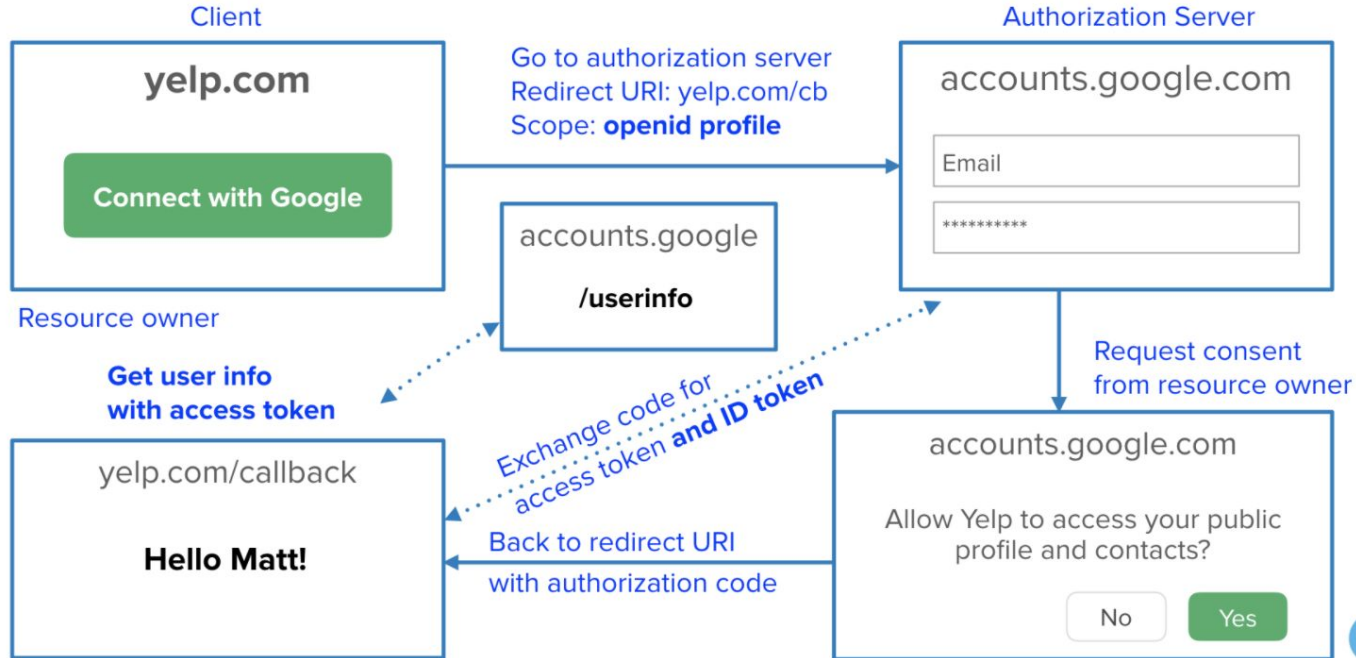 Client
yelp.com
Connect with Google
Resource owner
Go to authorization server
Redirect URI: yelp.com/cb
Scope: openid profile
Authorization Server
accounts.google.com
Email
**********
accounts.google
/userinfo
Get user info
with access token
Exchange code for
access token and ID token
Request consent
from resource owner
accounts.google.com
Allow Yelp to access your public
profile and contacts?
No
Yes
Back to redirect URI
with authorization code
yelp.com/callback
Hello Matt!